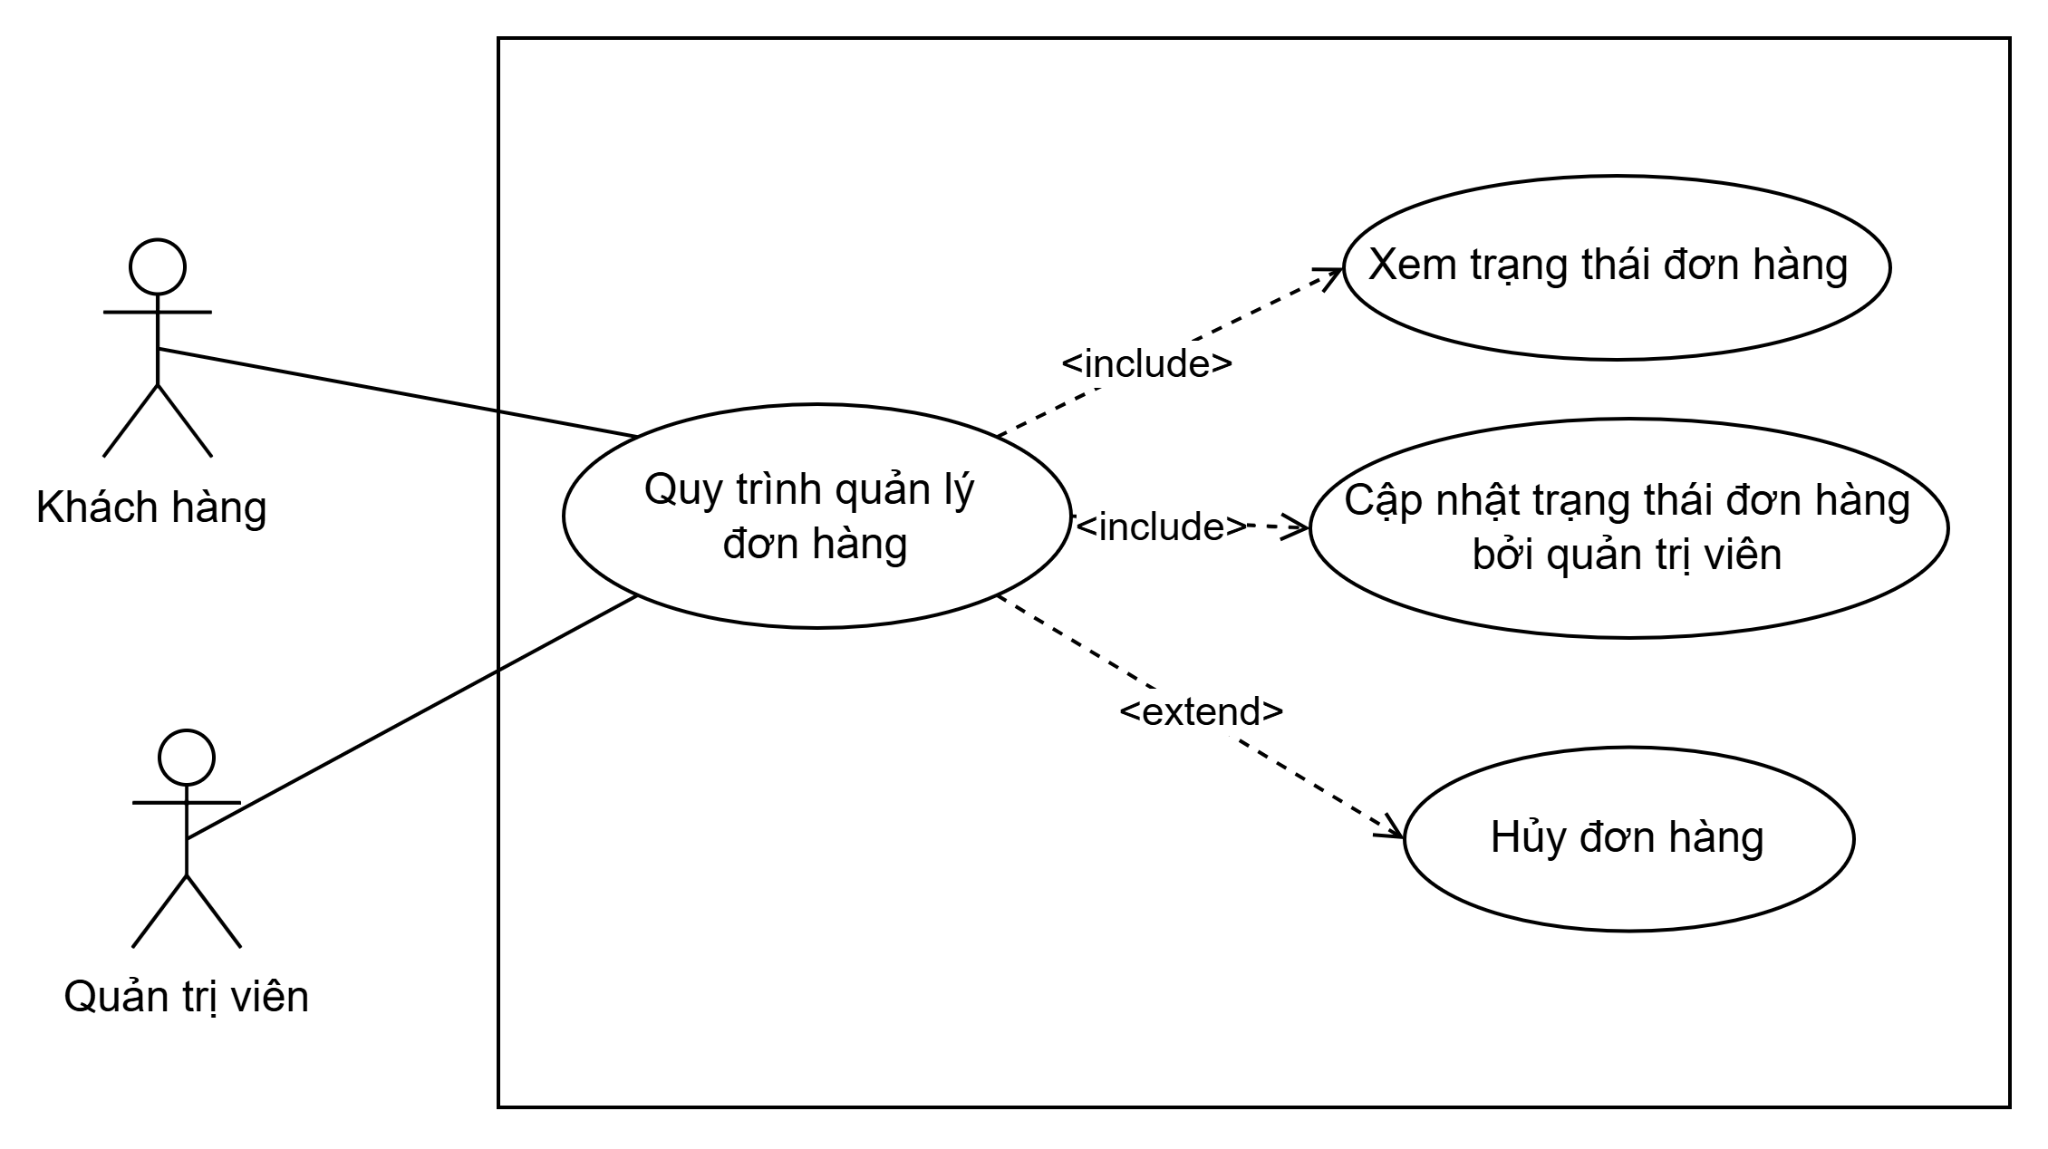 Khách hàng
Quản trị viên
Quy trình quản lý
đơn hàng
<include>
<include>
<extend>
Xem trạng thái đơn hàng
Cập nhật trạng thái đơn hàng
bởi quản trị viên
Hủy đơn hàng